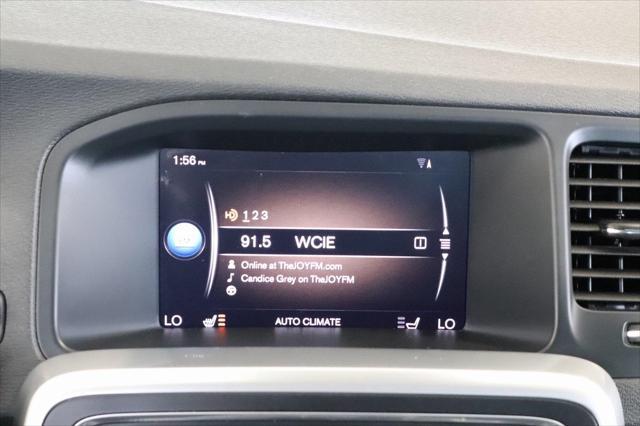 1:56 PM
HD 1 2 3
91.5 WCIE
Online at TheJOYFM.com
Candice Grey on TheJOYFM
LO AUTO CLIMATE LO